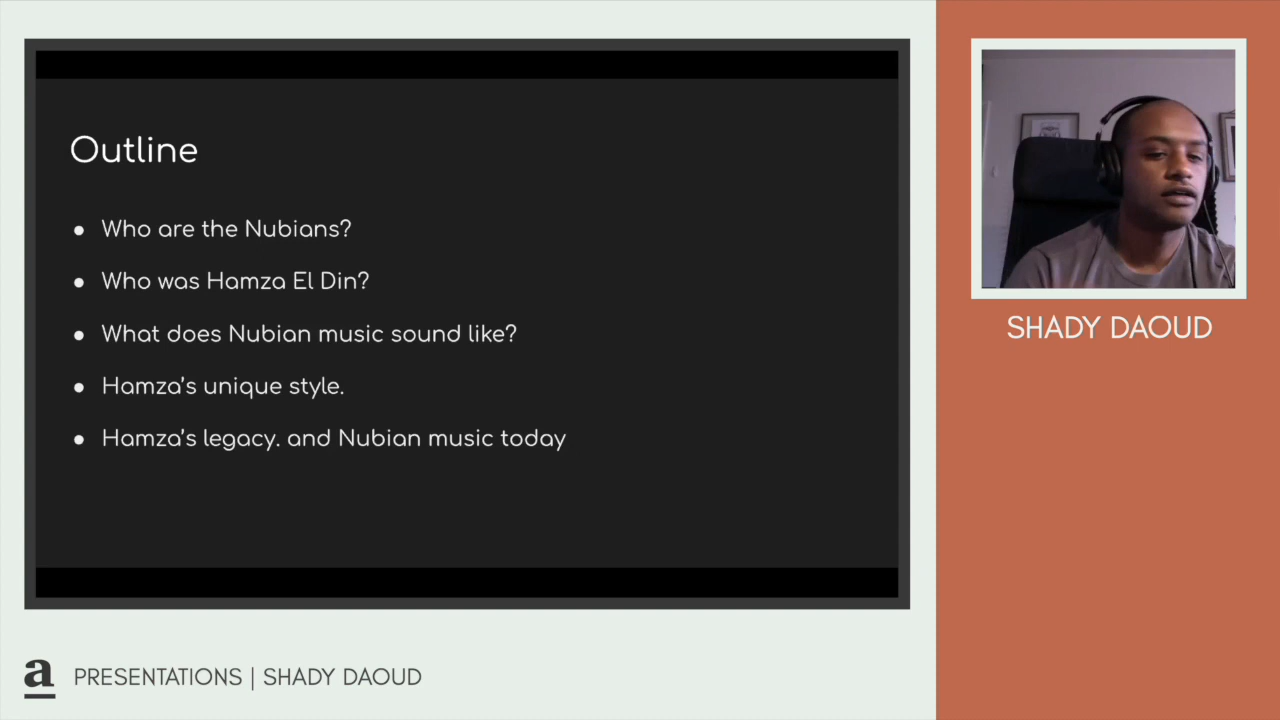 Outline
● Who are the Nubians?
● Who was Hamza El Din?
● What does Nubian music sound like?
● Hamza's unique style.
● Hamza's legacy. and Nubian music today
SHADY DAOUD
a PRESENTATIONS | SHADY DAOUD